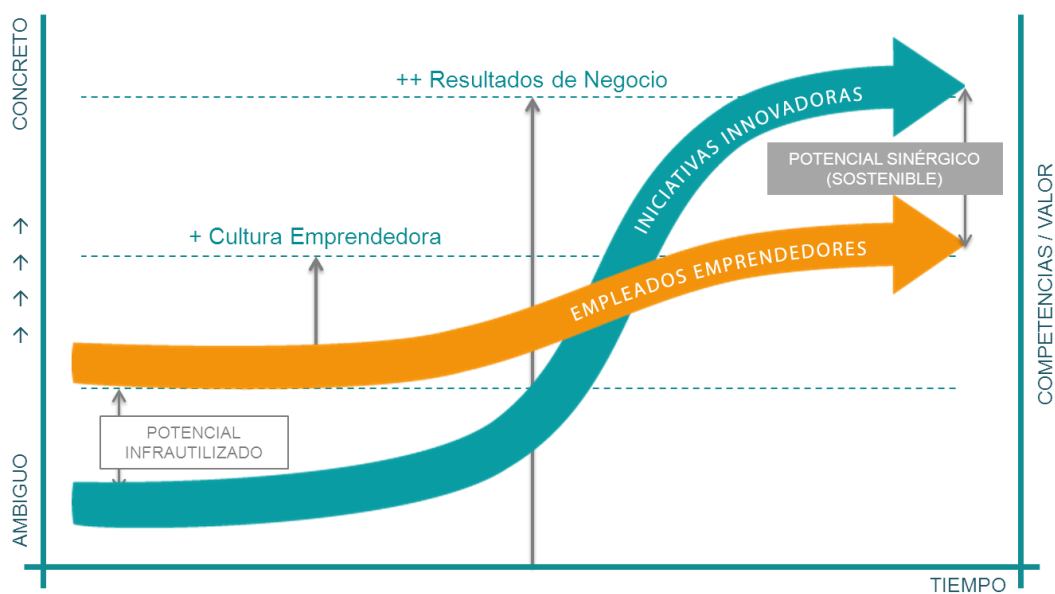 CONCRETO
++ Resultados de Negocio
INICIATIVAS INNOVADORAS
POTENCIAL SINÉRGICO
(SOSTENIBLE)
+ Cultura Emprendedora
EMPLEADOS EMPRENDEDORES
COMPETENCIAS / VALOR
POTENCIAL
INFRAUTILIZADO
AMBIGUO
TIEMPO